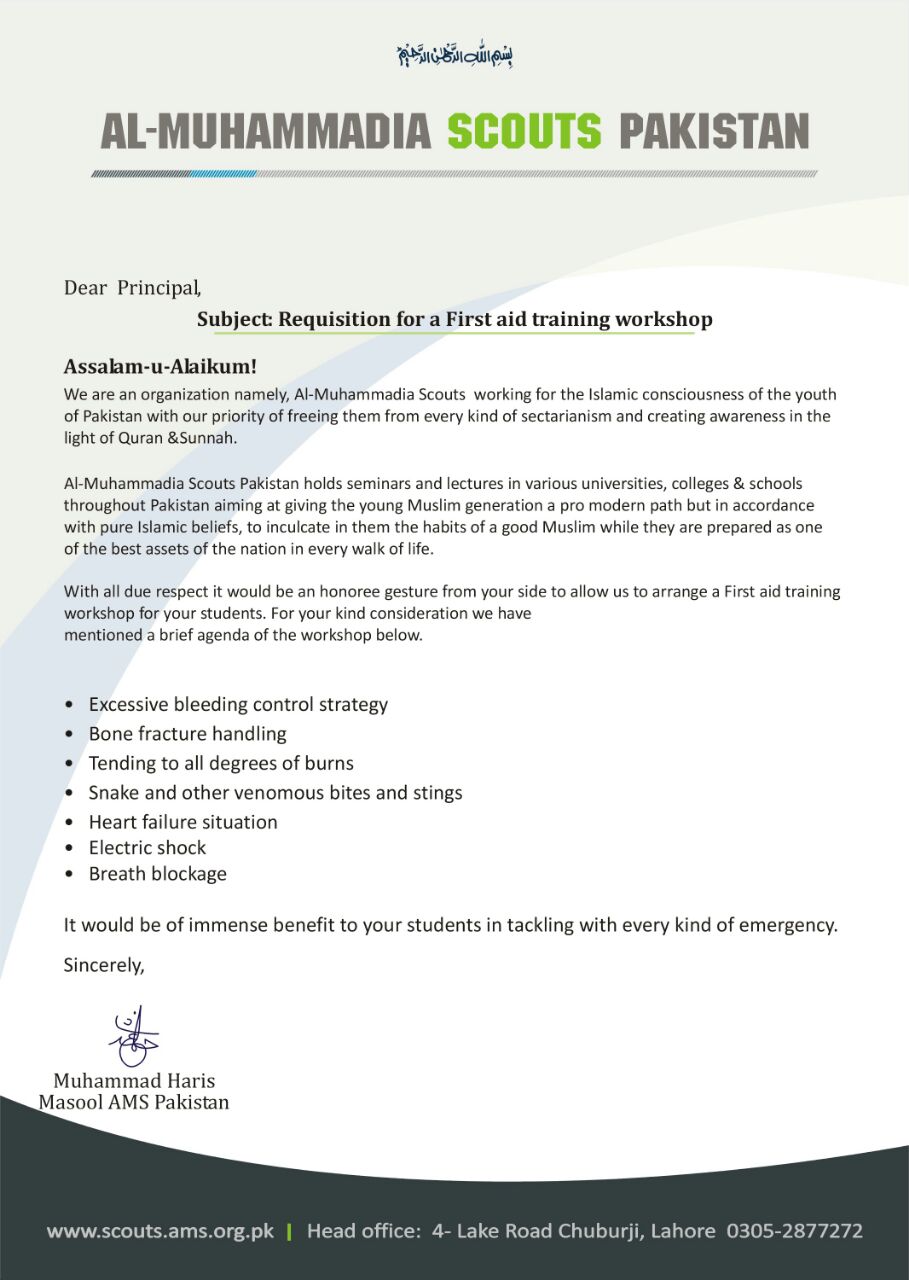 بِسْمِ اللهِ الرَّحْمٰنِ الرَّحِيْمِ
AL-MUHAMMADIA SCOUTS PAKISTAN
Dear Principal,
Subject: Requisition for a First aid training workshop
Assalam-u-Alaikum!
We are an organization namely, Al-Muhammadia Scouts working for the Islamic consciousness of the youth
of Pakistan with our priority of freeing them from every kind of sectarianism and creating awareness in the
light of Quran &Sunnah.
Al-Muhammadia Scouts Pakistan holds seminars and lectures in various universities, colleges & schools
throughout Pakistan aiming at giving the young Muslim generation a pro modern path but in accordance
with pure Islamic beliefs, to inculcate in them the habits of a good Muslim while they are prepared as one
of the best assets of the nation in every walk of life.
With all due respect it would be an honoree gesture from your side to allow us to arrange a First aid training
workshop for your students. For your kind consideration we have
mentioned a brief agenda of the workshop below.
• Excessive bleeding control strategy
• Bone fracture handling
• Tending to all degrees of burns
• Snake and other venomous bites and stings
• Heart failure situation
• Electric shock
• Breath blockage
It would be of immense benefit to your students in tackling with every kind of emergency.
Sincerely,
Muhammad Haris
Masool AMS Pakistan
www.scouts.ams.org.pk | Head office: 4- Lake Road Chuburji, Lahore 0305-2877272